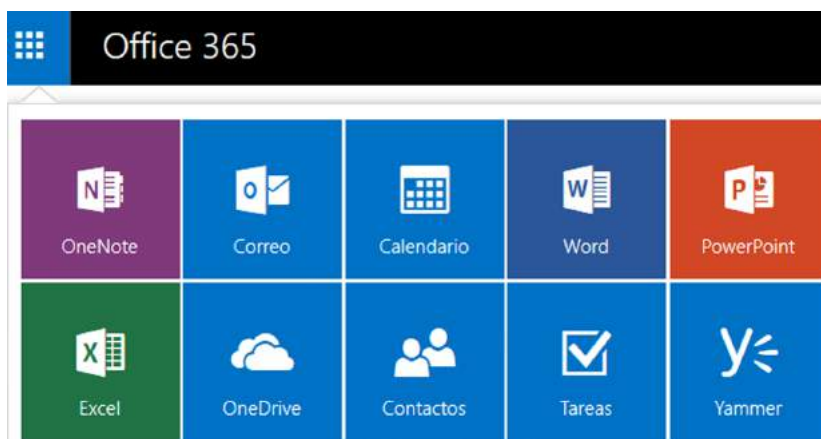 Office 365
OneNote
Correo
Calendario
Word
PowerPoint
Excel
OneDrive
Contactos
Tareas
Yammer